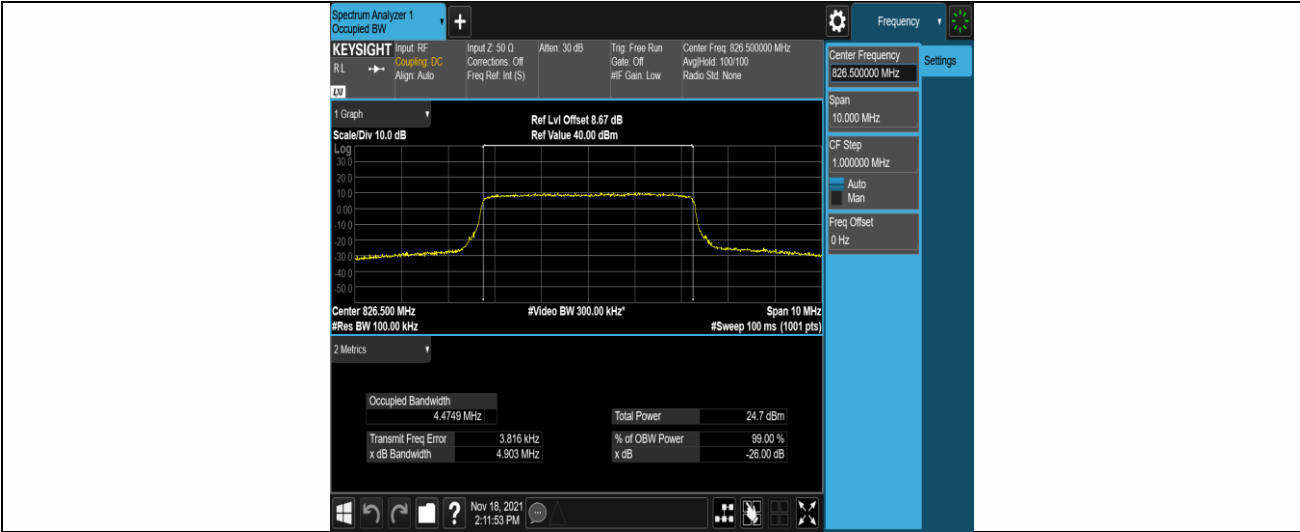 Spectrum Analyzer 1
Occupied BW
+
Frequency
KEYSIGHT
RL
LXI
Input: RF
Coupling: DC
Align: Auto
Input Z: 50 Ω
Corrections: Off
Freq Ref: Int (S)
Atten: 30 dB
Trig: Free Run
Gate: Off
#IF Gain: Low
Center Freq: 826.500000 MHz
Avg|Hold: 100/100
Radio Std: None
Center Frequency
826.500000 MHz
Settings
Span
10.000 MHz
CF Step
1.000000 MHz
Auto
Man
Freq Offset
0 Hz
1 Graph
Scale/Div 10.0 dB
Ref Lvl Offset 8.67 dB
Ref Value 40.00 dBm
Log
30.0
20.0
10.0
0.00
-10.0
-20.0
-30.0
-40.0
-50.0
Center 826.500 MHz
#Video BW 300.00 kHz*
Span 10 MHz
#Res BW 100.00 kHz
#Sweep 100 ms (1001 pts)
2 Metrics
Occupied Bandwidth
4.4749 MHz
Total Power 24.7 dBm
Transmit Freq Error 3.816 kHz
% of OBW Power 99.00 %
x dB Bandwidth 4.903 MHz
x dB -26.00 dB
?
Nov 18, 2021
2:11:53 PM